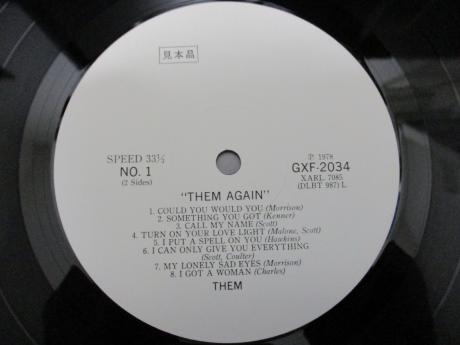 見本品
SPEED 33⅓
NO. 1
(2 Sides)
℗ 1978
GXF-2034
XARL 7085
(DLBT 987) L
"THEM AGAIN"
1. COULD YOU WOULD YOU (Morrison)
2. SOMETHING YOU GOT (Kenner)
3. CALL MY NAME (Scott)
4. TURN ON YOUR LOVE LIGHT (Malone, Scott)
5. I PUT A SPELL ON YOU (Hawkins)
6. I CAN ONLY GIVE YOU EVERYTHING
(Scott, Coulter)
7. MY LONELY SAD EYES (Morrison)
8. I GOT A WOMAN (Charles)
THEM